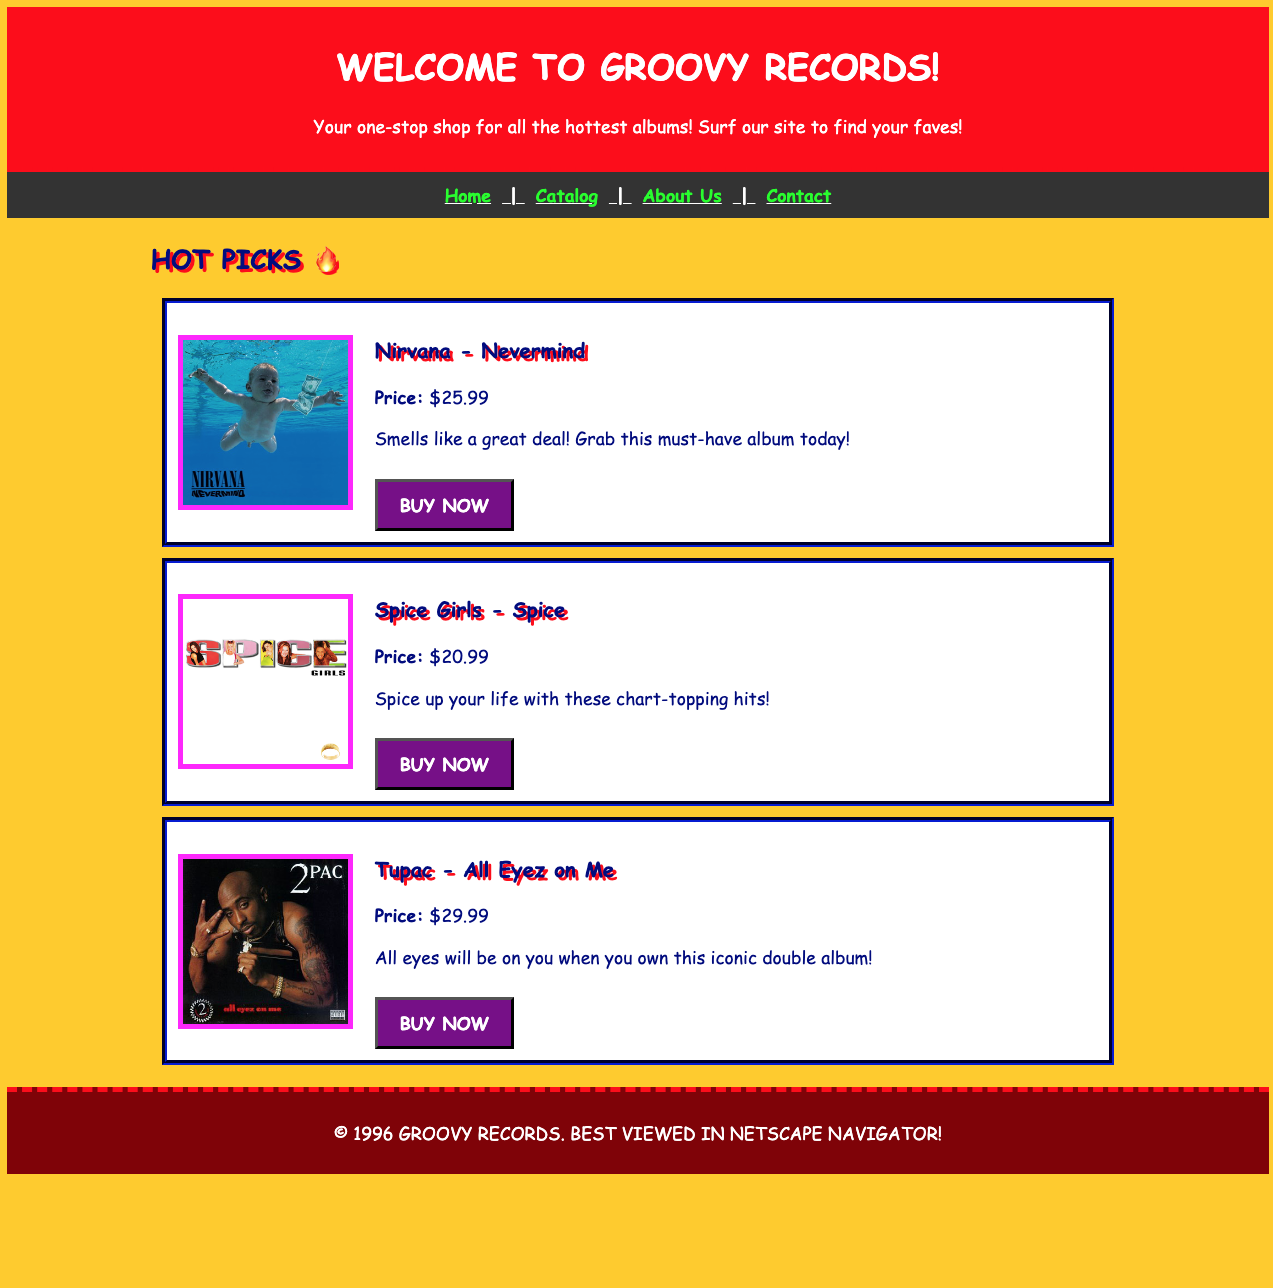 WELCOME TO GROOVY RECORDS!
Your one-stop shop for all the hottest albums! Surf our site to find your faves!
Home | Catalog | About Us | Contact
HOT PICKS 🔥
NIRVANA
NEVERMIND
Nirvana - Nevermind
Price: $25.99
Smells like a great deal! Grab this must-have album today!
BUY NOW
SPICE
GIRLS
Spice Girls - Spice
Price: $20.99
Spice up your life with these chart-topping hits!
BUY NOW
2PAC
2
all eyez on me
Tupac - All Eyez on Me
Price: $29.99
All eyes will be on you when you own this iconic double album!
BUY NOW
© 1996 GROOVY RECORDS. BEST VIEWED IN NETSCAPE NAVIGATOR!